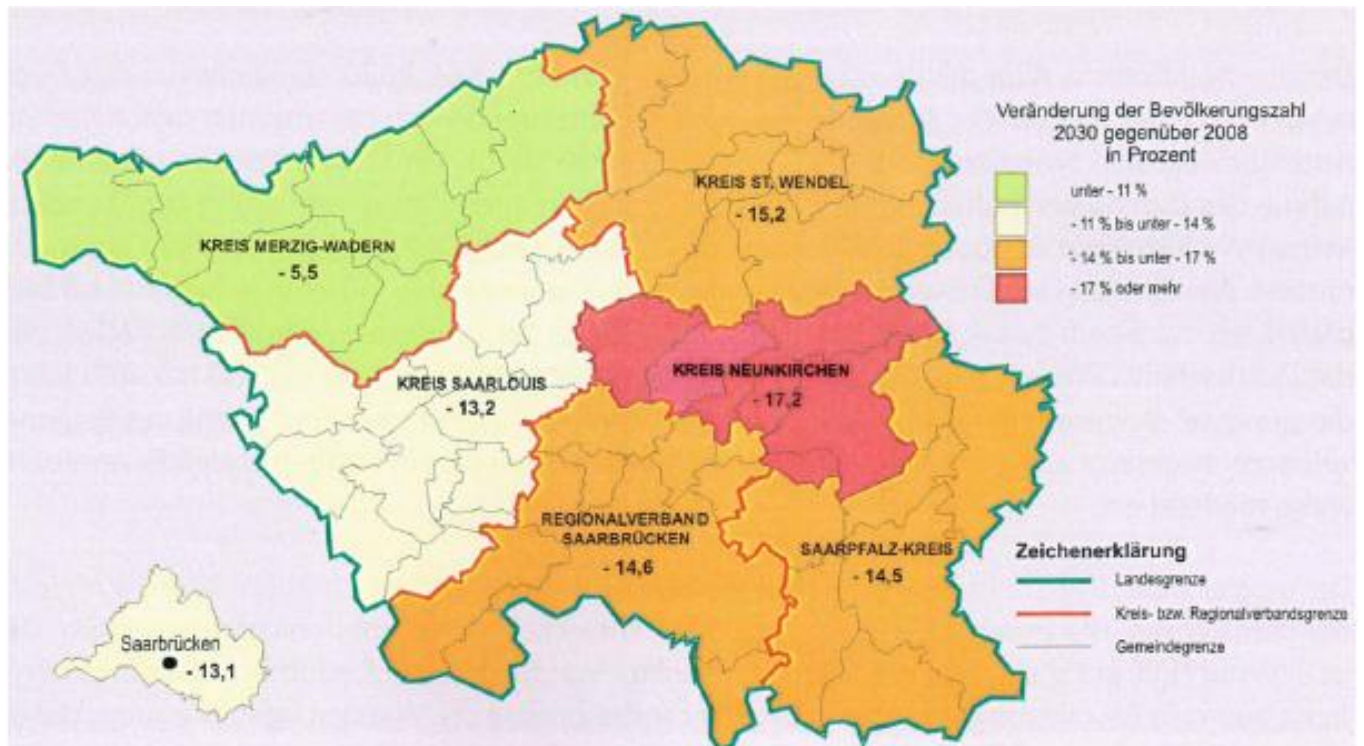 Veränderung der Bevölkerungszahl
2030 gegenüber 2008
in Prozent
unter - 11 %
- 11 % bis unter - 14 %
- 14 % bis unter - 17 %
- 17 % oder mehr
KREIS ST. WENDEL
- 15,2
KREIS MERZIG-WADERN
- 5,5
KREIS SAARLOUIS
- 13,2
KREIS NEUNKIRCHEN
- 17,2
REGIONALVERBAND
SAARBRÜCKEN
- 14,6
SAARPFALZ-KREIS
- 14,5
Saarbrücken
- 13,1
Zeichenerklärung
Landesgrenze
Kreis- bzw. Regionalverbandsgrenze
Gemeindegrenze